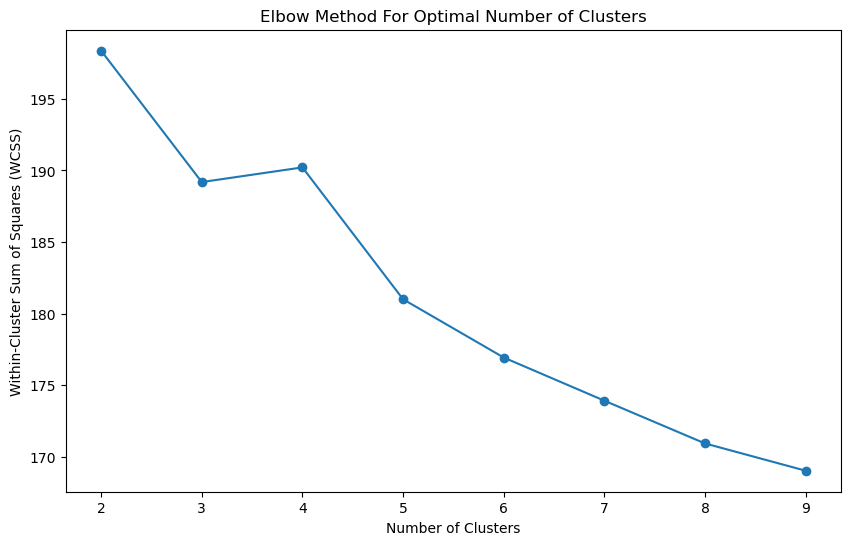 Elbow Method For Optimal Number of Clusters
Within-Cluster Sum of Squares (WCSS)
195
190
185
180
175
170
2 3 4 5 6 7 8 9
Number of Clusters